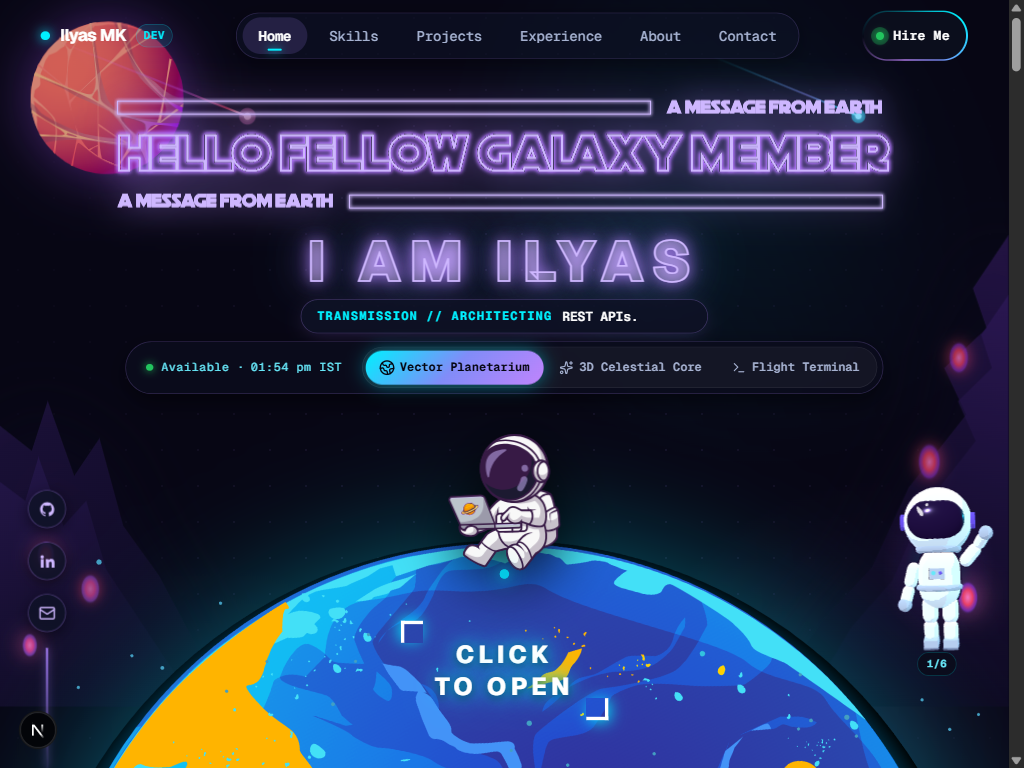 Ilyas MK DEV
Home Skills Projects Experience About Contact
Hire Me
A MESSAGE FROM EARTH
HELLO FELLOW GALAXY MEMBER
A MESSAGE FROM EARTH
I AM ILYAS
TRANSMISSION // ARCHITECTING REST APIs.
Available · 01:54 pm IST
Vector Planetarium
3D Celestial Core
Flight Terminal
in
CLICK
TO OPEN
1/6
N